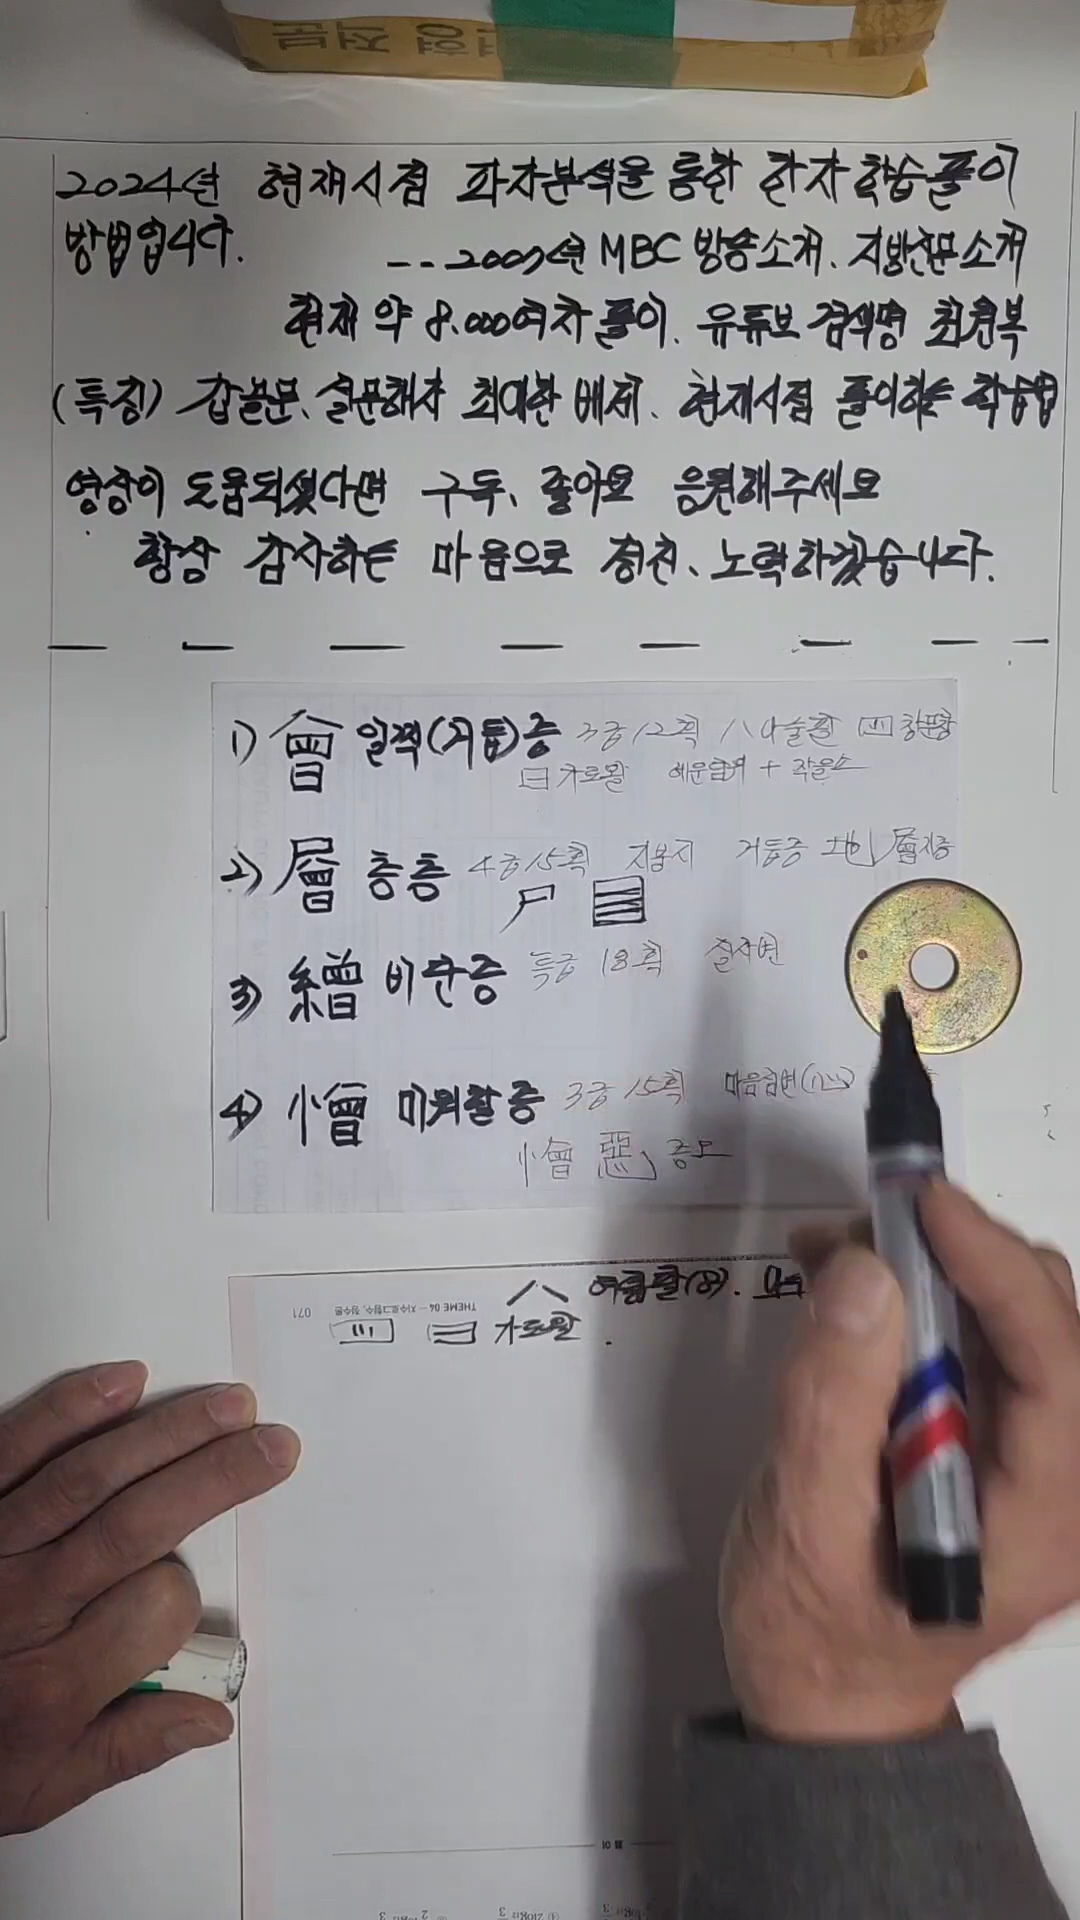 2024년 현재시점 파자분석을 통한 한자 학습풀이
방법입니다.
--- 2007년 MBC 방송소개. 지방신문소개
현재 약 8.000여자 풀이. 유튜브 검색명 최천복
(특징) 갑골문, 설문해자 최대한 배제. 현재시점 풀이하는 학습법
영상이 도움되셨다면 구독, 좋아요 응원해주세요
항상 감사하는 마음으로 정진, 노력하겠습니다.
1) 曾 일찍(거듭)증 3급 12획 八 나눌팔 창문창
曰 가로왈 + 작을소
2) 層 층층 4급 15획 지붕시 거듭증 地層 지층
尸
3) 繒 비단증 특급 18획 실사변
4) 憎 미워할증 3급 15획 마음심변(心)
憎惡 증오
071 THEME 04
八 여덟팔(8).
曰 가로왈.